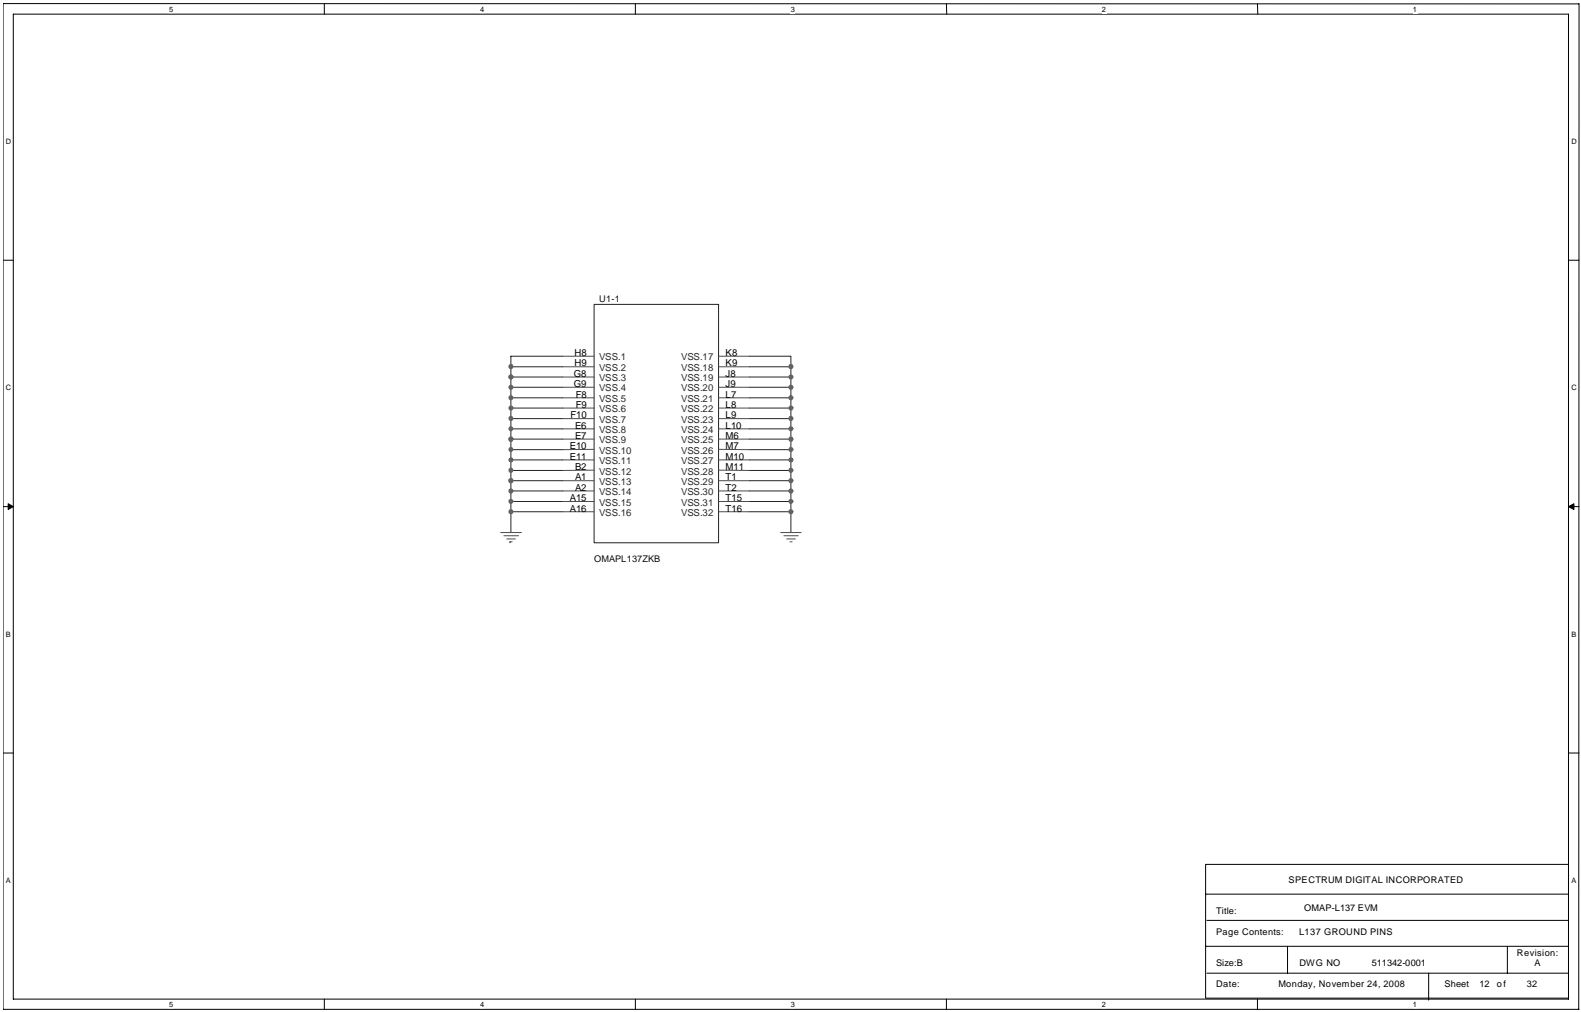 5 4 3 2 1
D D
U1-1
H8 VSS.1 VSS.17 K8
H9 VSS.2 VSS.18 K9
G8 VSS.3 VSS.19 J8
C G9 VSS.4 VSS.20 J9 C
F8 VSS.5 VSS.21 L7
F9 VSS.6 VSS.22 L8
F10 VSS.7 VSS.23 L9
E6 VSS.8 VSS.24 L10
E7 VSS.9 VSS.25 M6
E10 VSS.10 VSS.26 M7
E11 VSS.11 VSS.27 M10
B2 VSS.12 VSS.28 M11
A1 VSS.13 VSS.29 T1
A2 VSS.14 VSS.30 T2
A15 VSS.15 VSS.31 T15
A16 VSS.16 VSS.32 T16
OMAPL137ZKB
B B
A A
SPECTRUM DIGITAL INCORPORATED
Title: OMAP-L137 EVM
Page Contents: L137 GROUND PINS
Size:B DWG NO 511342-0001 Revision: A
Date: Monday, November 24, 2008 Sheet 12 of 32
5 4 3 2 1